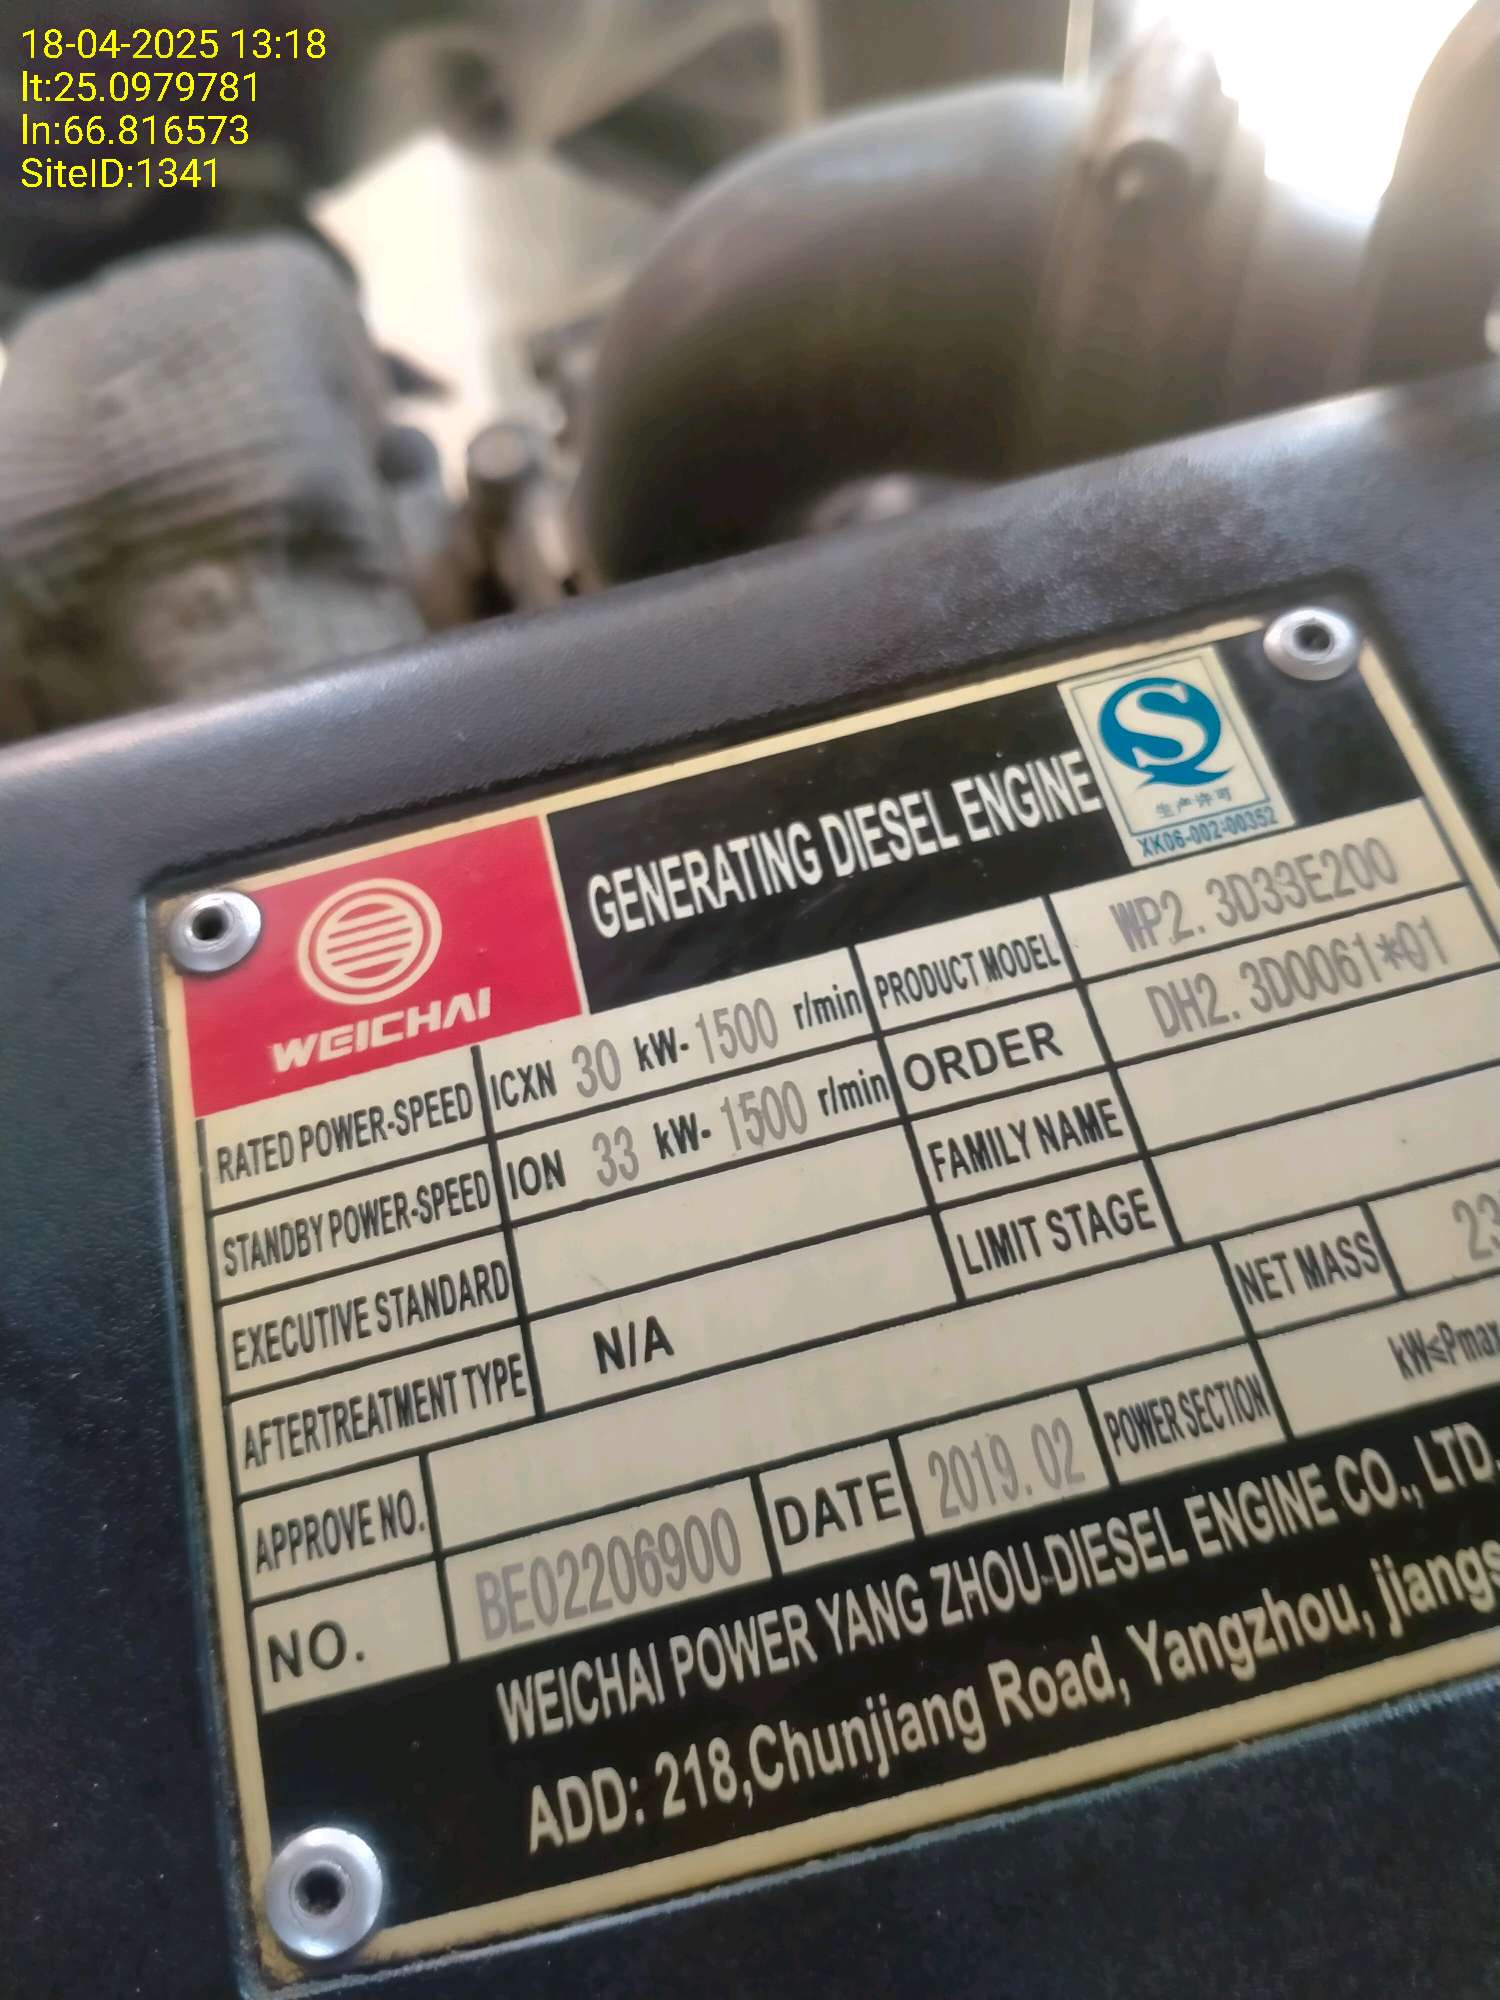 18-04-2025 13:18
lt:25.0979781
ln:66.816573
SiteID:1341
WEICHAI
GENERATING DIESEL ENGINE
S
生产许可
XK06-002-00352
RATED POWER-SPEED ICXN 30 kW- 1500 r/min PRODUCT MODEL WP2.3D33E200
STANDBY POWER-SPEED ION 33 kW- 1500 r/min ORDER DH2.3D0061*01
EXECUTIVE STANDARD FAMILY NAME
AFTERTREATMENT TYPE N/A LIMIT STAGE
APPROVE NO. NET MASS 23
NO. BE02206900 DATE 2019.02 POWER SECTION kW≤Pmax
WEICHAI POWER YANG ZHOU DIESEL ENGINE CO., LTD.
ADD: 218,Chunjiang Road, Yangzhou, jiangs